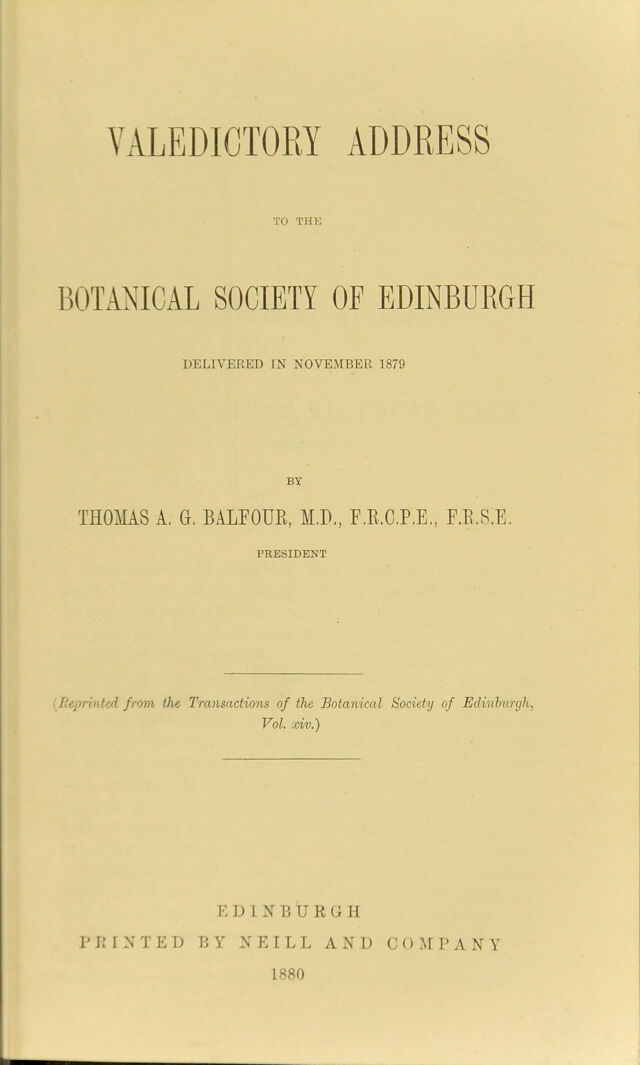 VALEDICTORY ADDRESS
TO THE
BOTANICAL SOCIETY OF EDINBURGH
DELIVERED IN NOVEMBER 1879
BY
THOMAS A. G. BALFOUR, M.D., F.R.C.P.E., F.R.S.E.
PRESIDENT
(Reprinted from the Transactions of the Botanical Society of Edinburgh,
Vol. xiv.)
EDINBURGH
PRINTED BY NEILL AND COMPANY
1880